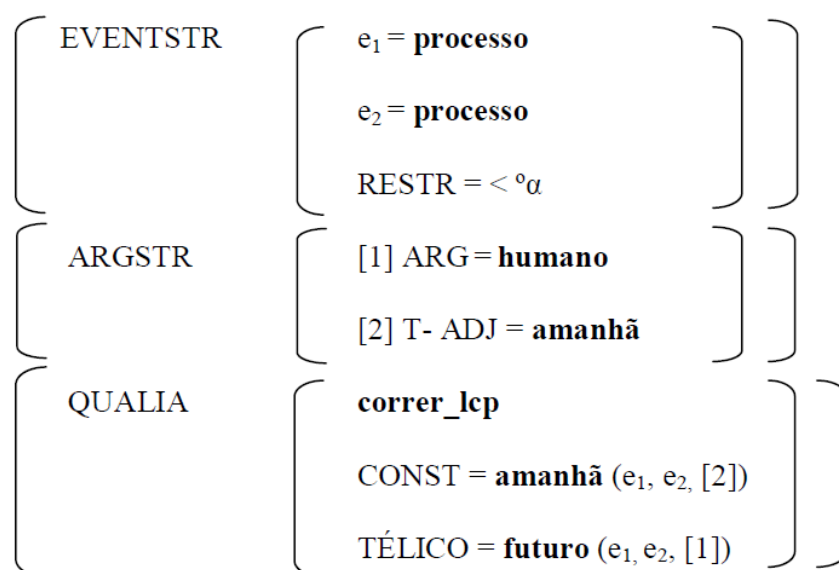 EVENTSTR e₁ = processo
e₂ = processo
RESTR = < ºα
ARGSTR [1] ARG = humano
[2] T- ADJ = amanhã
QUALIA correr_lcp
CONST = amanhã (e₁, e₂, [2])
TÉLICO = futuro (e₁, e₂, [1])